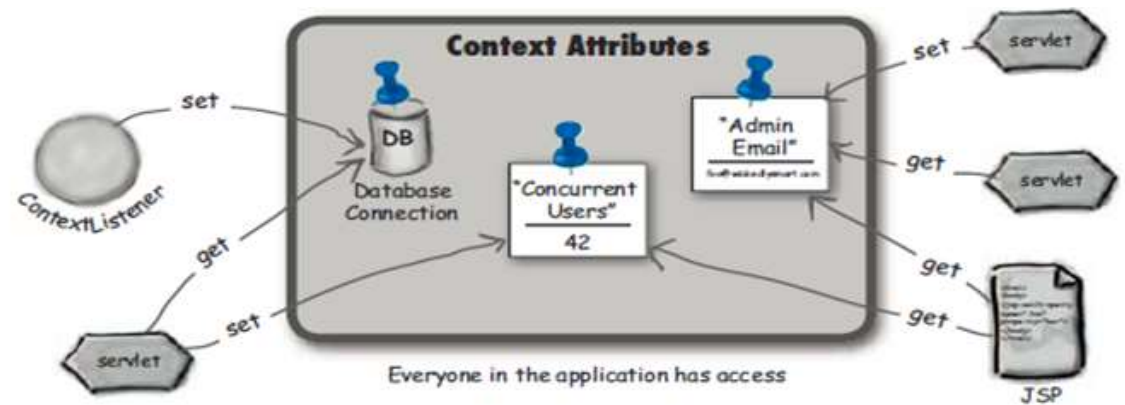 Context Attributes
set
servlet
set
DB
"Admin
Email"
get
servlet
ContextListener
Database
Connection
"Concurrent
Users"
42
get
get
set
get
servlet
JSP
Everyone in the application has access